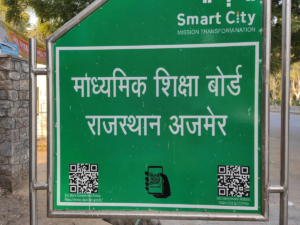 Smart City
MISSION TRANSFORMATION
माध्यमिक शिक्षा बोर्ड
राजस्थान अजमेर